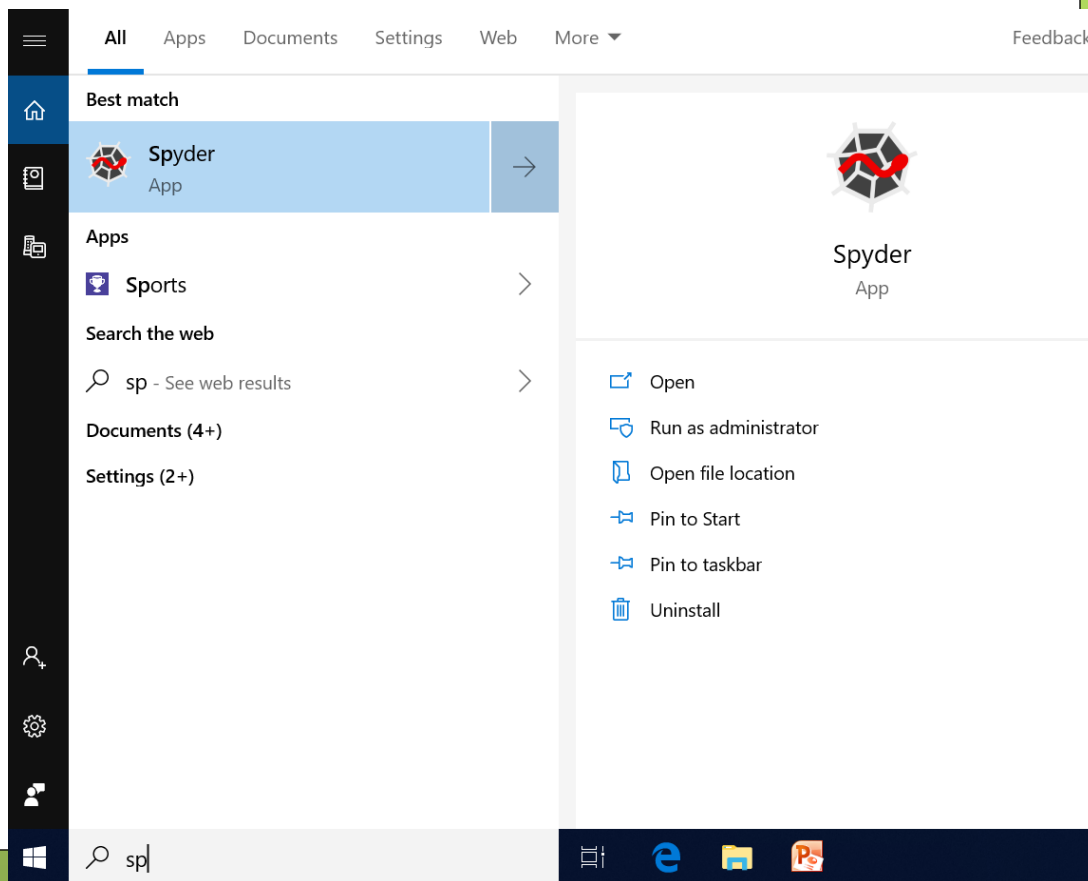 All Apps Documents Settings Web More Feedback
Best match
Spyder
App
Apps
Sports
Search the web
sp - See web results
Documents (4+)
Settings (2+)
sp
Spyder
App
Open
Run as administrator
Open file location
Pin to Start
Pin to taskbar
Uninstall